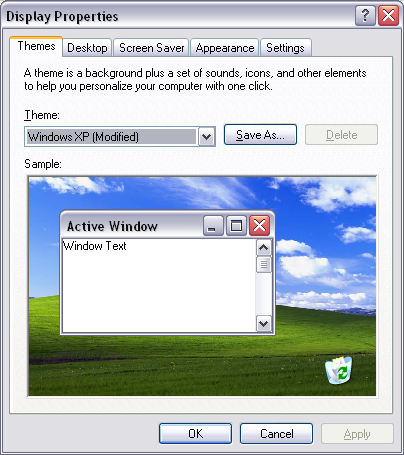 Display Properties
Themes Desktop Screen Saver Appearance Settings
A theme is a background plus a set of sounds, icons, and other elements
to help you personalize your computer with one click.
Theme:
Windows XP (Modified) Save As... Delete
Sample:
Active Window
Window Text
OK Cancel Apply